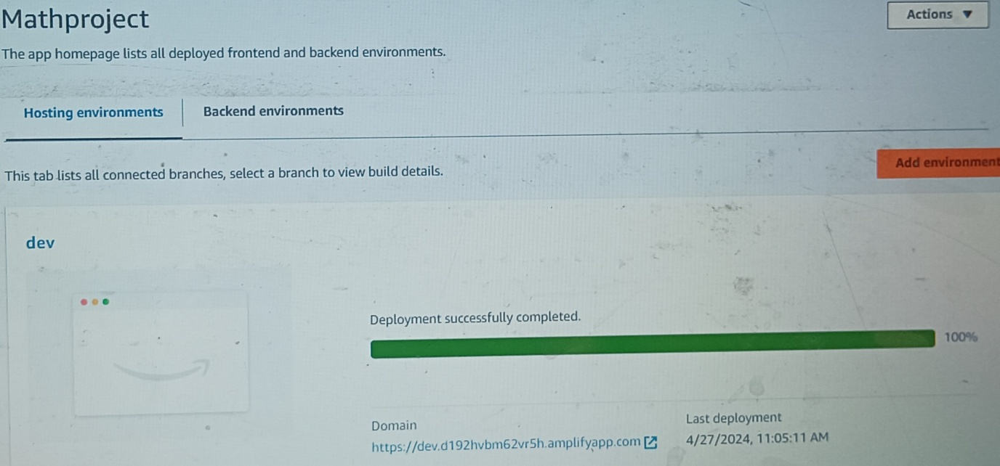 Mathproject
Actions ▼
The app homepage lists all deployed frontend and backend environments.
Hosting environments
Backend environments
This tab lists all connected branches, select a branch to view build details.
Add environment
dev
Deployment successfully completed.
100%
Domain
https://dev.d192hvbm62vr5h.amplifyapp.com
Last deployment
4/27/2024, 11:05:11 AM